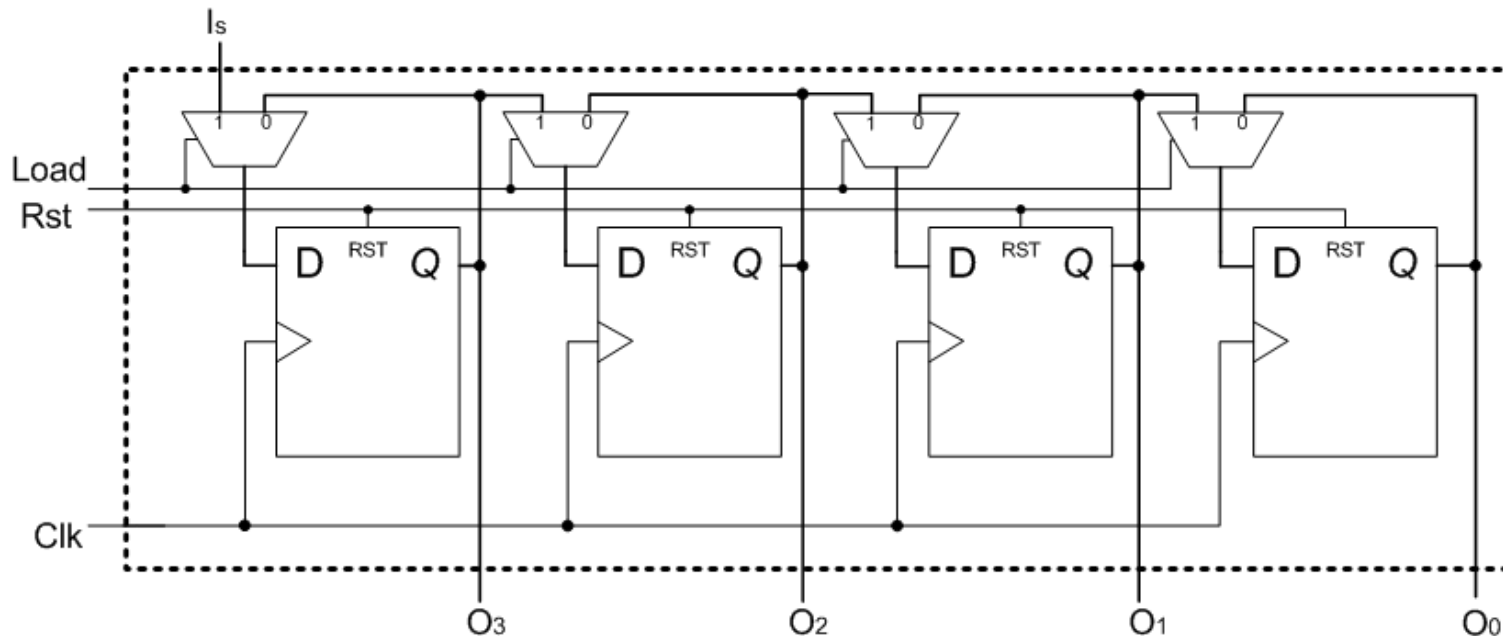 Is
1 0 1 0 1 0 1 0
Load
Rst
RST RST RST RST
D Q D Q D Q D Q
Clk
O3 O2 O1 O0